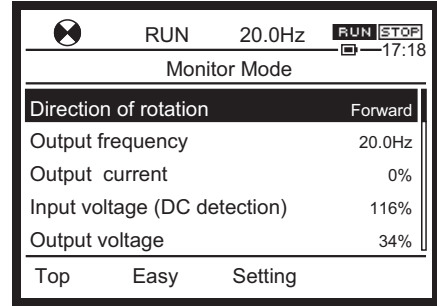 RUN 20.0Hz RUN STOP
17:18
Monitor Mode
Direction of rotation Forward
Output frequency 20.0Hz
Output current 0%
Input voltage (DC detection) 116%
Output voltage 34%
Top Easy Setting